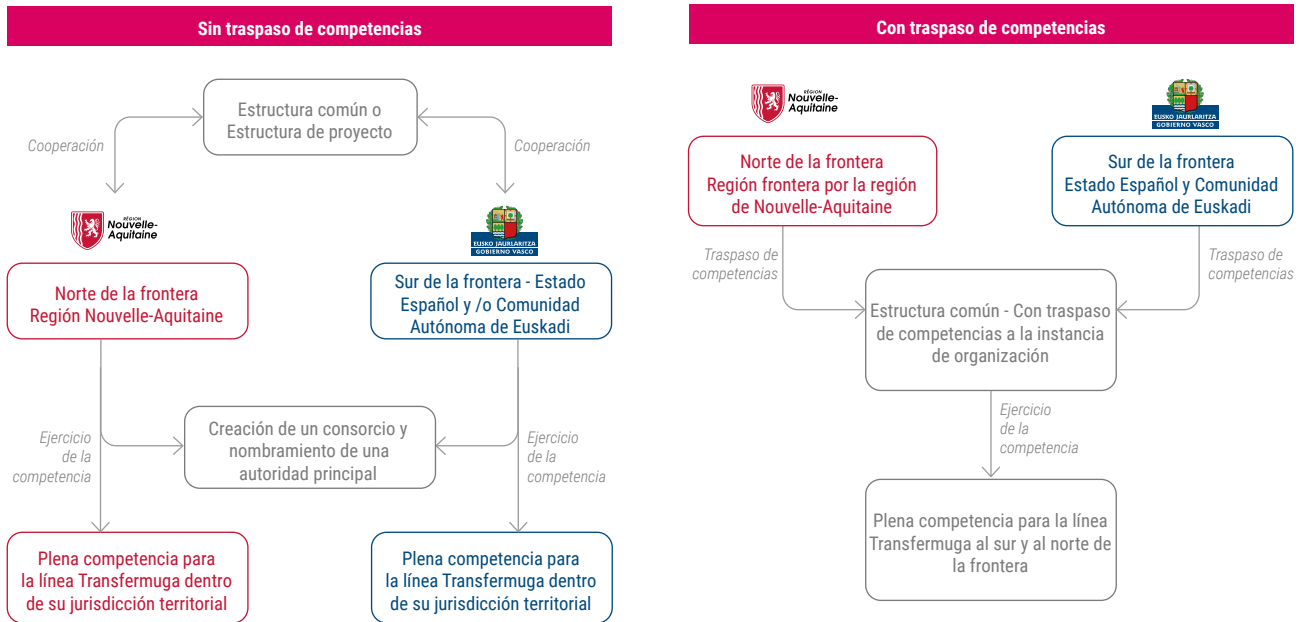 Sin traspaso de competencias
Estructura común o
Estructura de proyecto
Cooperación
Cooperación
RÉGION
Nouvelle-
Aquitaine
EUSKO JAURLARITZA
GOBIERNO VASCO
Norte de la frontera
Región Nouvelle-Aquitaine
Sur de la frontera - Estado
Español y /o Comunidad
Autónoma de Euskadi
Creación de un consorcio y
nombramiento de una
autoridad principal
Ejercicio
de la
competencia
Ejercicio
de la
competencia
Plena competencia para
la línea Transfermuga dentro
de su jurisdicción territorial
Plena competencia para
la línea Transfermuga dentro
de su jurisdicción territorial
Con traspaso de competencias
RÉGION
Nouvelle-
Aquitaine
EUSKO JAURLARITZA
GOBIERNO VASCO
Norte de la frontera
Región frontera por la región
de Nouvelle-Aquitaine
Sur de la frontera
Estado Español y Comunidad
Autónoma de Euskadi
Traspaso de
competencias
Traspaso de
competencias
Estructura común - Con traspaso
de competencias a la instancia
de organización
Ejercicio
de la
competencia
Plena competencia para la línea
Transfermuga al sur y al norte de
la frontera